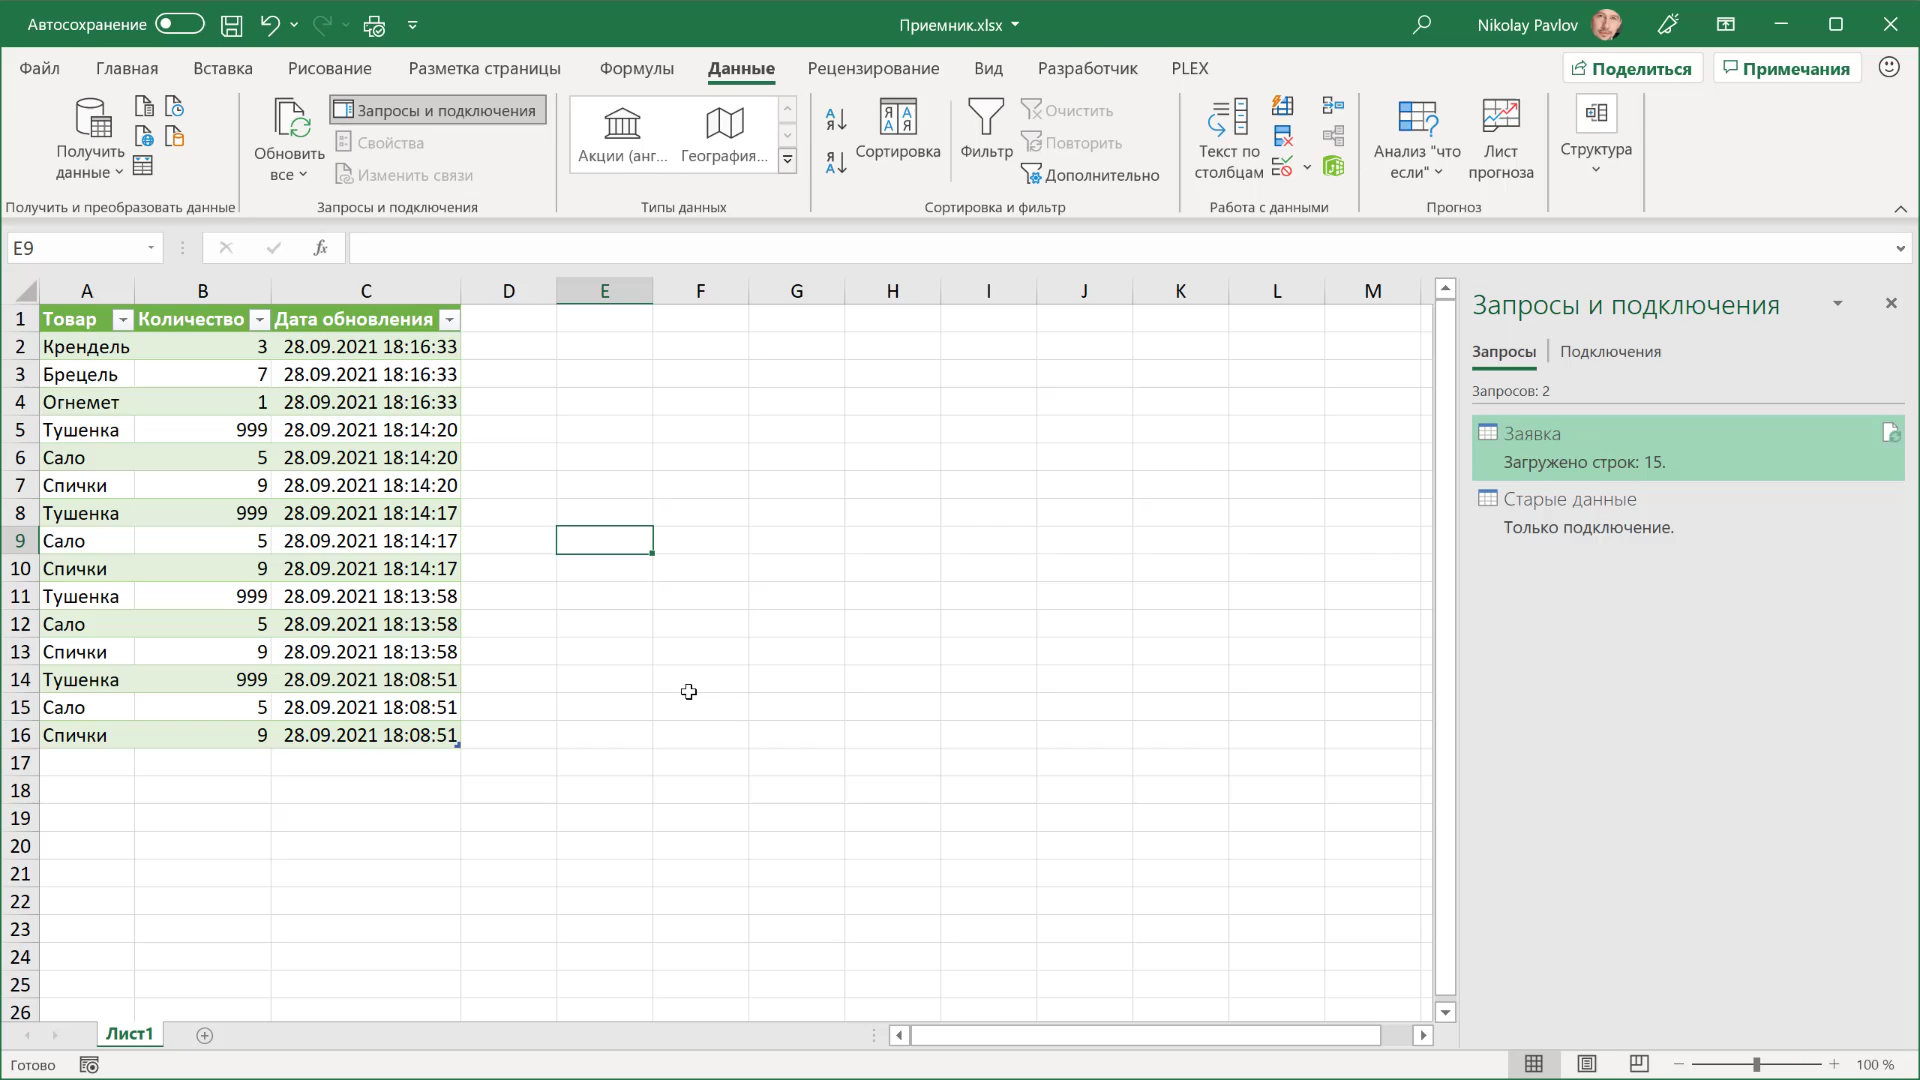 Автосохранение
Приемник.xlsx
Nikolay Pavlov
Файл Главная Вставка Рисование Разметка страницы Формулы Данные Рецензирование Вид Разработчик PLEX
Поделиться Примечания
Получить данные
Обновить все
Запросы и подключения
Свойства
Изменить связи
Акции (анг... География...
Сортировка
Фильтр
Очистить
Повторить
Дополнительно
Текст по столбцам
Анализ "что если"
Лист прогноза
Структура
Получить и преобразовать данные Запросы и подключения Типы данных Сортировка и фильтр Работа с данными Прогноз
E9
fx
A B C D E F G H I J K L M
1 Товар Количество Дата обновления
2 Крендель 3 28.09.2021 18:16:33
3 Брецель 7 28.09.2021 18:16:33
4 Огнемет 1 28.09.2021 18:16:33
5 Тушенка 999 28.09.2021 18:14:20
6 Сало 5 28.09.2021 18:14:20
7 Спички 9 28.09.2021 18:14:20
8 Тушенка 999 28.09.2021 18:14:17
9 Сало 5 28.09.2021 18:14:17
10 Спички 9 28.09.2021 18:14:17
11 Тушенка 999 28.09.2021 18:13:58
12 Сало 5 28.09.2021 18:13:58
13 Спички 9 28.09.2021 18:13:58
14 Тушенка 999 28.09.2021 18:08:51
15 Сало 5 28.09.2021 18:08:51
16 Спички 9 28.09.2021 18:08:51
17
18
19
20
21
22
23
24
25
26
Запросы и подключения
Запросы Подключения
Запросов: 2
Заявка
Загружено строк: 15.
Старые данные
Только подключение.
Лист1
Готово
100 %